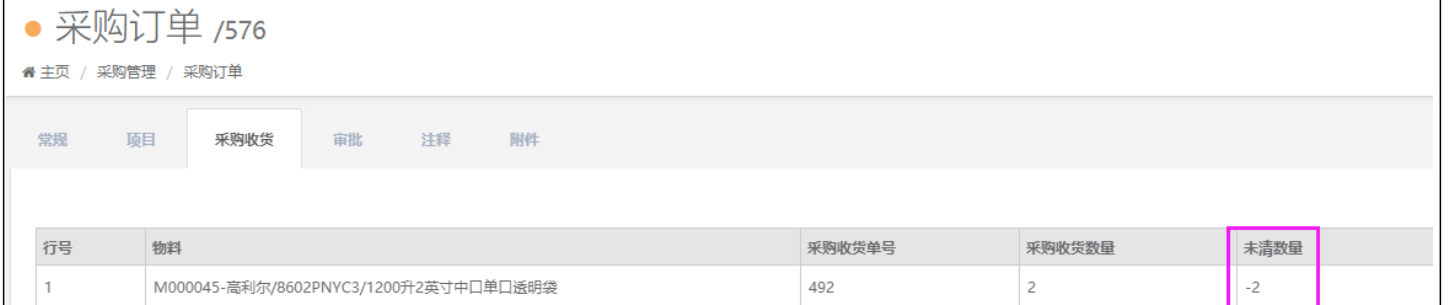 采购订单 /576
主页 / 采购管理 / 采购订单
常规 项目 采购收货 审批 注释 附件
行号 物料 采购收货单号 采购收货数量 未清数量
1 M000045-高利尔/8602PNYC3/1200升2英寸中口单口透明袋 492 2 -2